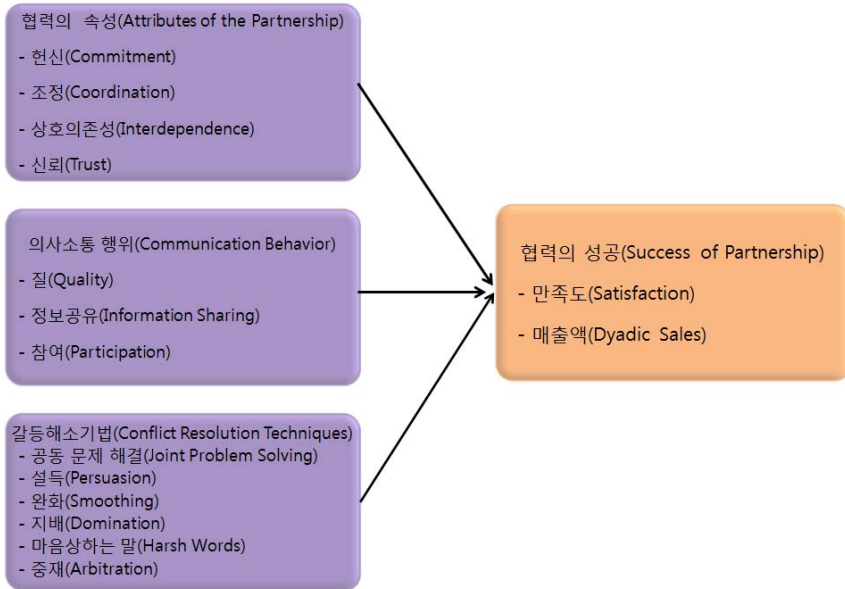 협력의 속성(Attributes of the Partnership)
- 헌신(Commitment)
- 조정(Coordination)
- 상호의존성(Interdependence)
- 신뢰(Trust)
의사소통 행위(Communication Behavior)
- 질(Quality)
- 정보공유(Information Sharing)
- 참여(Participation)
갈등해소기법(Conflict Resolution Techniques)
- 공동 문제 해결(Joint Problem Solving)
- 설득(Persuasion)
- 완화(Smoothing)
- 지배(Domination)
- 마음상하는 말(Harsh Words)
- 중재(Arbitration)
협력의 성공(Success of Partnership)
- 만족도(Satisfaction)
- 매출액(Dyadic Sales)